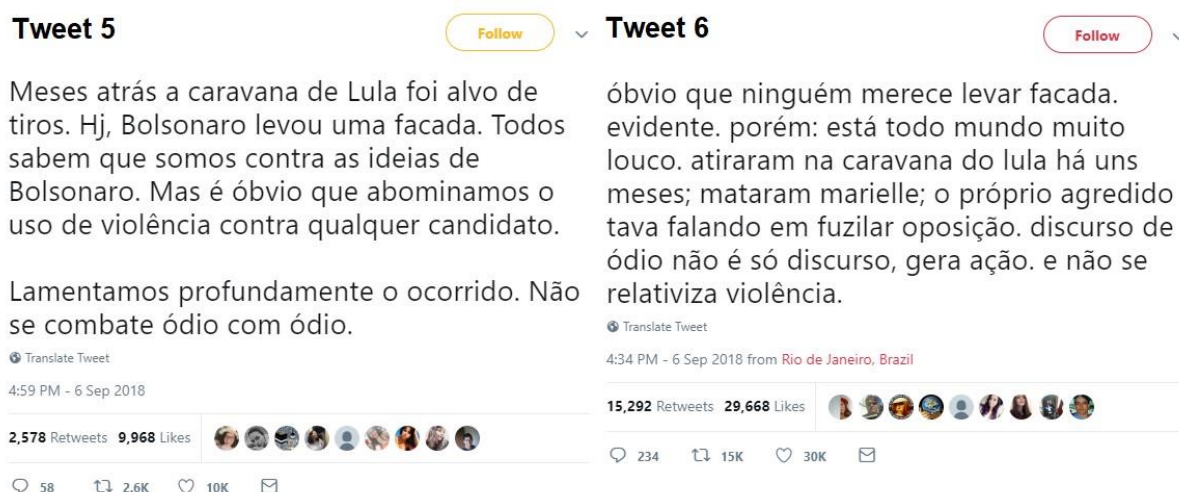 Tweet 5
Follow
Meses atrás a caravana de Lula foi alvo de
tiros. Hj, Bolsonaro levou uma facada. Todos
sabem que somos contra as ideias de
Bolsonaro. Mas é óbvio que abominamos o
uso de violência contra qualquer candidato.
Lamentamos profundamente o ocorrido. Não
se combate ódio com ódio.
Translate Tweet
4:59 PM - 6 Sep 2018
2,578 Retweets 9,968 Likes
58 2.6K 10K
Tweet 6
Follow
óbvio que ninguém merece levar facada.
evidente. porém: está todo mundo muito
louco. atiraram na caravana do lula há uns
meses; mataram marielle; o próprio agredido
tava falando em fuzilar oposição. discurso de
ódio não é só discurso, gera ação. e não se
relativiza violência.
Translate Tweet
4:34 PM - 6 Sep 2018 from Rio de Janeiro, Brazil
15,292 Retweets 29,668 Likes
234 15K 30K